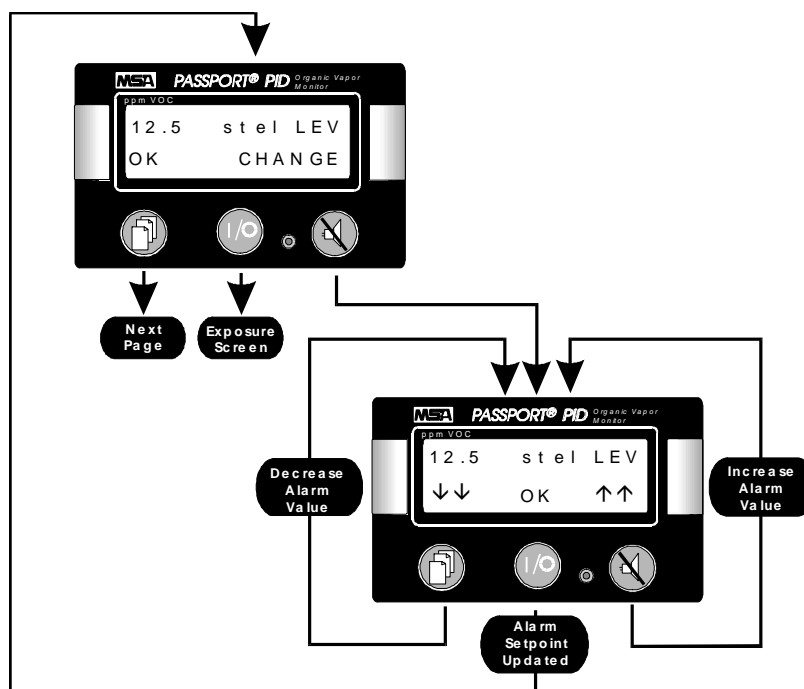 MSA PASSPORT® PID Organic Vapor
Monitor
ppm VOC
12.5 stel LEV
OK CHANGE
I/O
Next
Page
Exposure
Screen
MSA PASSPORT® PID Organic Vapor
Monitor
ppm VOC
12.5 stel LEV
↓↓ OK ↑↑
I/O
Decrease
Alarm
Value
Increase
Alarm
Value
Alarm
Setpoint
Updated